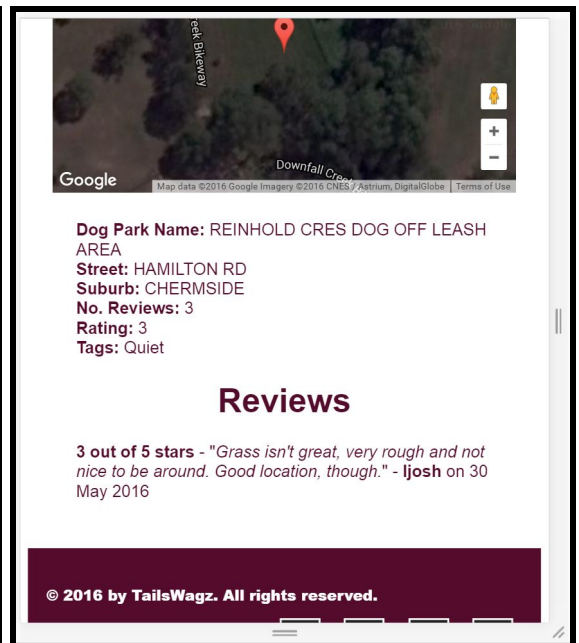 eek Bikeway
Downfall Cree
Google
Map data ©2016 Google Imagery ©2016 CNES / Astrium, DigitalGlobe
Terms of Use
+
−
Dog Park Name: REINHOLD CRES DOG OFF LEASH
AREA
Street: HAMILTON RD
Suburb: CHERMSIDE
No. Reviews: 3
Rating: 3
Tags: Quiet
Reviews
3 out of 5 stars - "Grass isn't great, very rough and not
nice to be around. Good location, though." - ljosh on 30
May 2016
© 2016 by TailsWagz. All rights reserved.